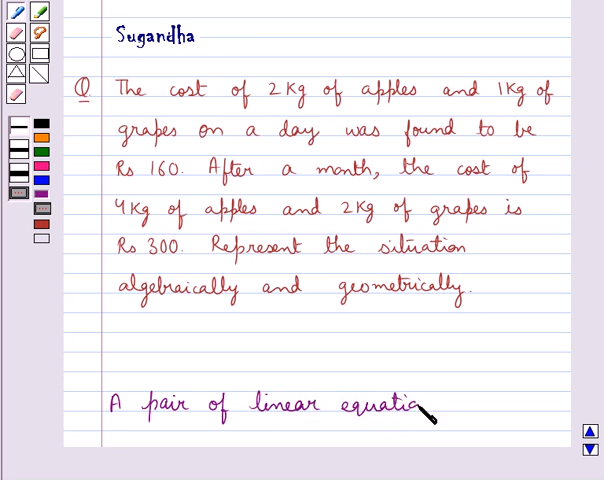 Sugandha
Q The cost of 2 Kg of apples and 1 Kg of
grapes on a day was found to be
Rs 160. After a month, the cost of
4 Kg of apples and 2 Kg of grapes is
Rs 300. Represent the situation
algebraically and geometrically.
A pair of linear equatio